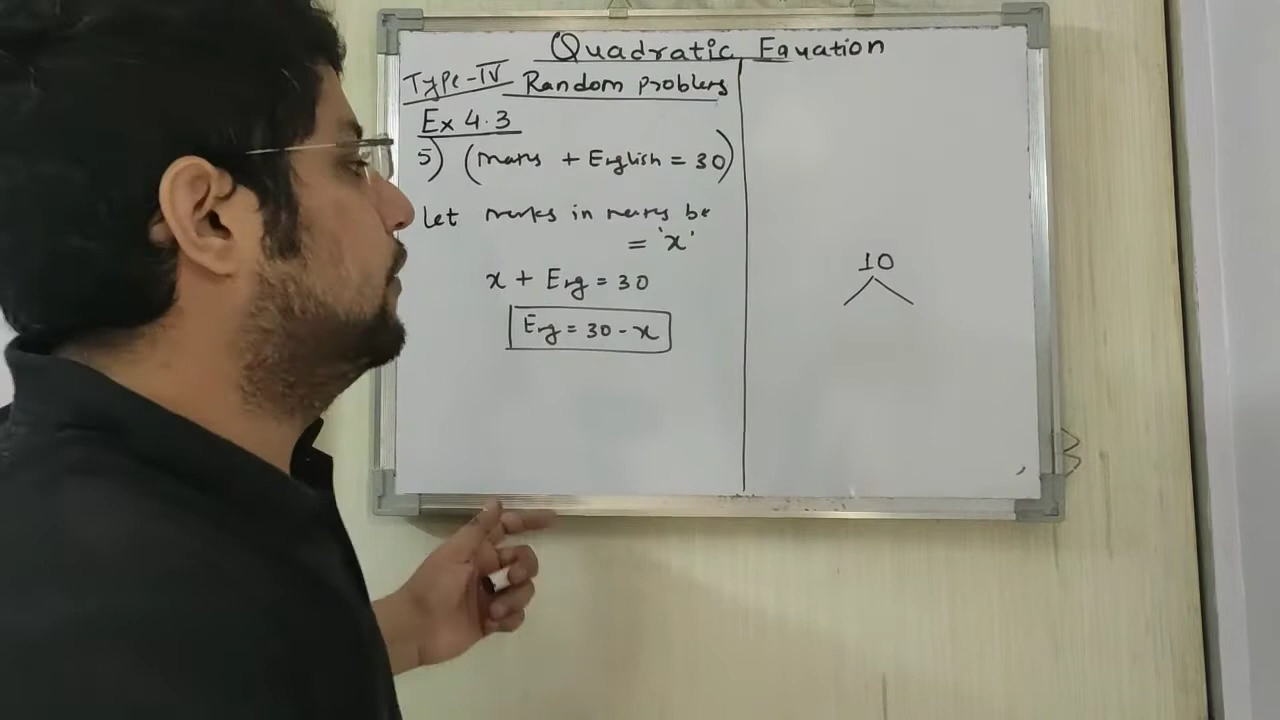 Quadratic Equation
Type-IV Random problems
Ex 4.3
5) (Maths + English = 30)
Let marks in maths be
= 'x'
x + Eng = 30
Eng = 30 - x
10